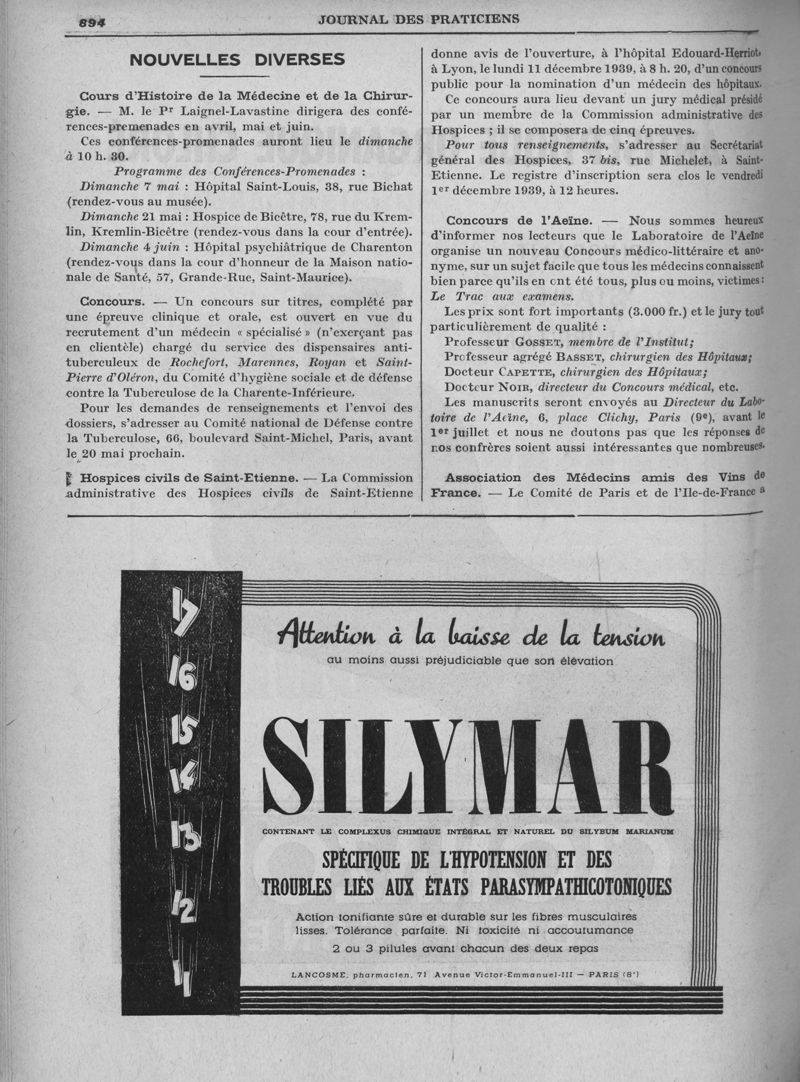 894
JOURNAL DES PRATICIENS
NOUVELLES DIVERSES
Cours d'Histoire de la Médecine et de la Chirur-
gie. — M. le Pr Laignel-Lavastine dirigera des confé-
rences-premenades en avril, mai et juin.
Ces conférences-promenades auront lieu le dimanche
à 10 h. 30.
Programme des Conférences-Promenades :
Dimanche 7 mai : Hôpital Saint-Louis, 38, rue Bichat
(rendez-vous au musée).
Dimanche 21 mai : Hospice de Bicêtre, 78, rue du Krem-
lin, Kremlin-Bicêtre (rendez-vous dans la cour d'entrée).
Dimanche 4 juin : Hôpital psychiâtrique de Charenton
(rendez-vous dans la cour d'honneur de la Maison natio-
nale de Santé, 57, Grande-Rue, Saint-Maurice).
Concours. — Un concours sur titres, complété par
une épreuve clinique et orale, est ouvert en vue du
recrutement d'un médecin « spécialisé » (n'exerçant pas
en clientèle) chargé du service des dispensaires anti-
tuberculeux de Rochefort, Marennes, Royan et Saint-
Pierre d'Oléron, du Comité d'hygiène sociale et de défense
contre la Tuberculose de la Charente-Inférieure.
Pour les demandes de renseignements et l'envoi des
dossiers, s'adresser au Comité national de Défense contre
la Tuberculose, 66, boulevard Saint-Michel, Paris, avant
le 20 mai prochain.
Hospices civils de Saint-Etienne. — La Commission
administrative des Hospices civils de Saint-Etienne
donne avis de l'ouverture, à l'hôpital Edouard-Herriot,
à Lyon, le lundi 11 décembre 1939, à 8 h. 20, d'un concours
public pour la nomination d'un médecin des hôpitaux.
Ce concours aura lieu devant un jury médical présidé
par un membre de la Commission administrative des
Hospices ; il se composera de cinq épreuves.
Pour tous renseignements, s'adresser au Secrétariat
général des Hospices, 37 bis, rue Michelet, à Saint-
Etienne. Le registre d'inscription sera clos le vendredi
1er décembre 1939, à 12 heures.
Concours de l'Aeïne. — Nous sommes heureux
d'informer nos lecteurs que le Laboratoire de l'Aeïne
organise un nouveau Concours médico-littéraire et ano-
nyme, sur un sujet facile que tous les médecins connaissent
bien parce qu'ils en ont été tous, plus ou moins, victimes :
Le Trac aux examens.
Les prix sont fort importants (3.000 fr.) et le jury tout
particulièrement de qualité :
Professeur GOSSET, membre de l'Institut;
Professeur agrégé BASSET, chirurgien des Hôpitaux;
Docteur CAPETTE, chirurgien des Hôpitaux;
Docteur NOIR, directeur du Concours médical, etc.
Les manuscrits seront envoyés au Directeur du Labo-
toire de l'Aeïne, 6, place Clichy, Paris (9e), avant le
1er juillet et nous ne doutons pas que les réponses de
nos confrères soient aussi intéressantes que nombreuses.
Association des Médecins amis des Vins de
France. — Le Comité de Paris et de l'Ile-de-France a
17
16
15
14
13
12
11
Attention à la baisse de la tension
au moins aussi préjudiciable que son élévation
SILYMAR
CONTENANT LE COMPLEXUS CHIMIQUE INTÉGRAL ET NATUREL DU SILYBUM MARIANUM
SPÉCIFIQUE DE L'HYPOTENSION ET DES
TROUBLES LIÉS AUX ÉTATS PARASYMPATHICOTONIQUES
Action tonifiante sûre et durable sur les fibres musculaires
lisses. Tolérance parfaite. Ni toxicité ni accoutumance
2 ou 3 pilules avant chacun des deux repas
LANCOSME, pharmacien, 71 Avenue Victor-Emmanuel-III — PARIS (8e)